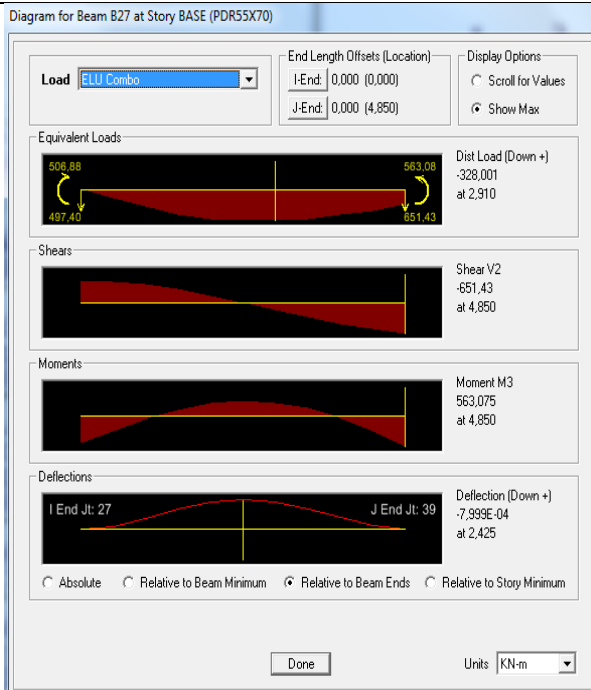 Diagram for Beam B27 at Story BASE (PDR55X70)
Load ELU Combo
End Length Offsets (Location)
I-End: 0,000 (0,000)
J-End: 0,000 (4,850)
Display Options
Scroll for Values
Show Max
Equivalent Loads
506,88 563,08
497,40 651,43
Dist Load (Down +)
-328,001
at 2,910
Shears
Shear V2
-651,43
at 4,850
Moments
Moment M3
563,075
at 4,850
Deflections
I End Jt: 27 J End Jt: 39
Deflection (Down +)
-7,999E-04
at 2,425
Absolute Relative to Beam Minimum Relative to Beam Ends Relative to Story Minimum
Done Units KN-m